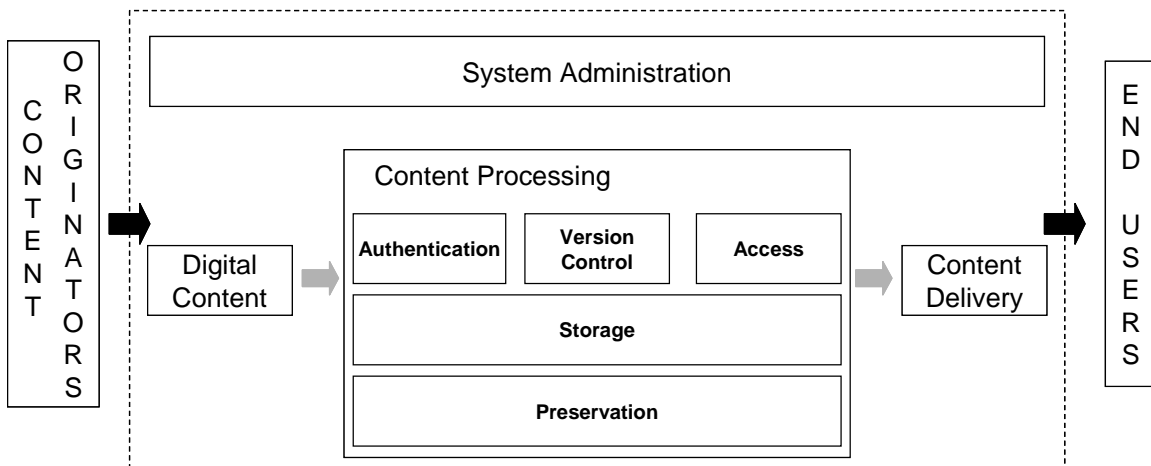 CONTENT
ORIGINATORS
System Administration
Digital
Content
Content Processing
Authentication
Version
Control
Access
Storage
Preservation
Content
Delivery
END USERS